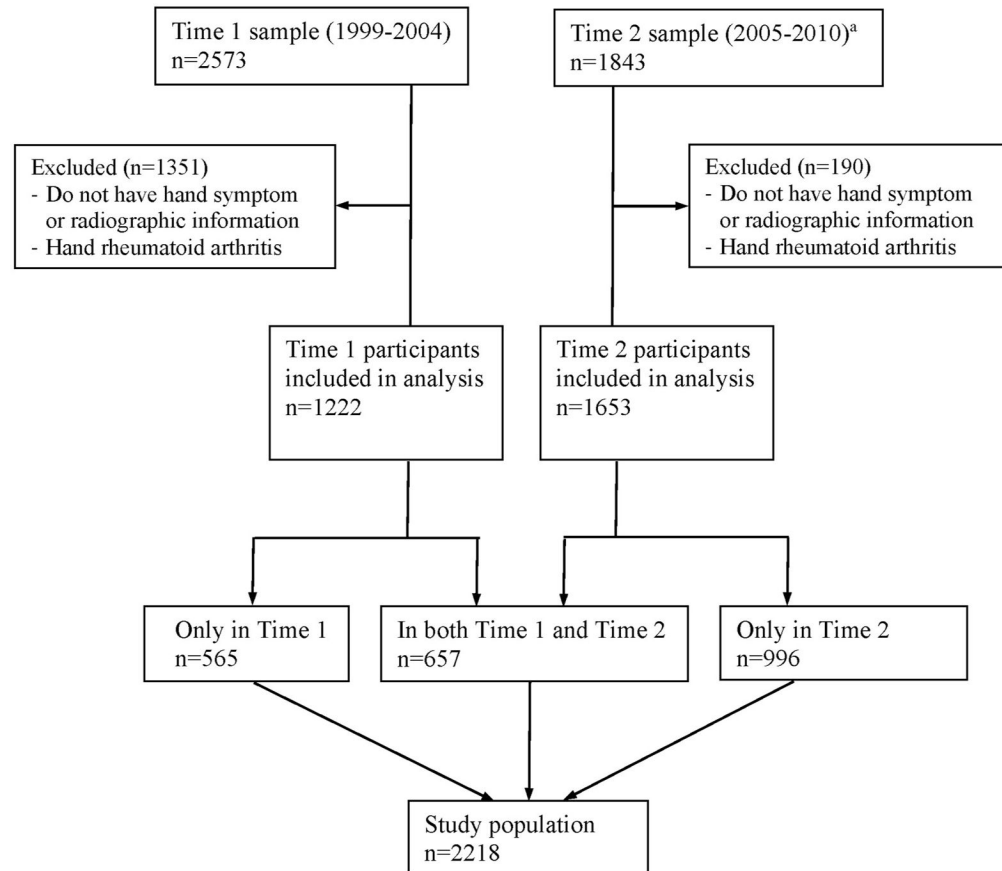 Time 1 sample (1999-2004)
n=2573
Time 2 sample (2005-2010)ᵃ
n=1843
Excluded (n=1351)
- Do not have hand symptom
or radiographic information
- Hand rheumatoid arthritis
Excluded (n=190)
- Do not have hand symptom
or radiographic information
- Hand rheumatoid arthritis
Time 1 participants
included in analysis
n=1222
Time 2 participants
included in analysis
n=1653
Only in Time 1
n=565
In both Time 1 and Time 2
n=657
Only in Time 2
n=996
Study population
n=2218